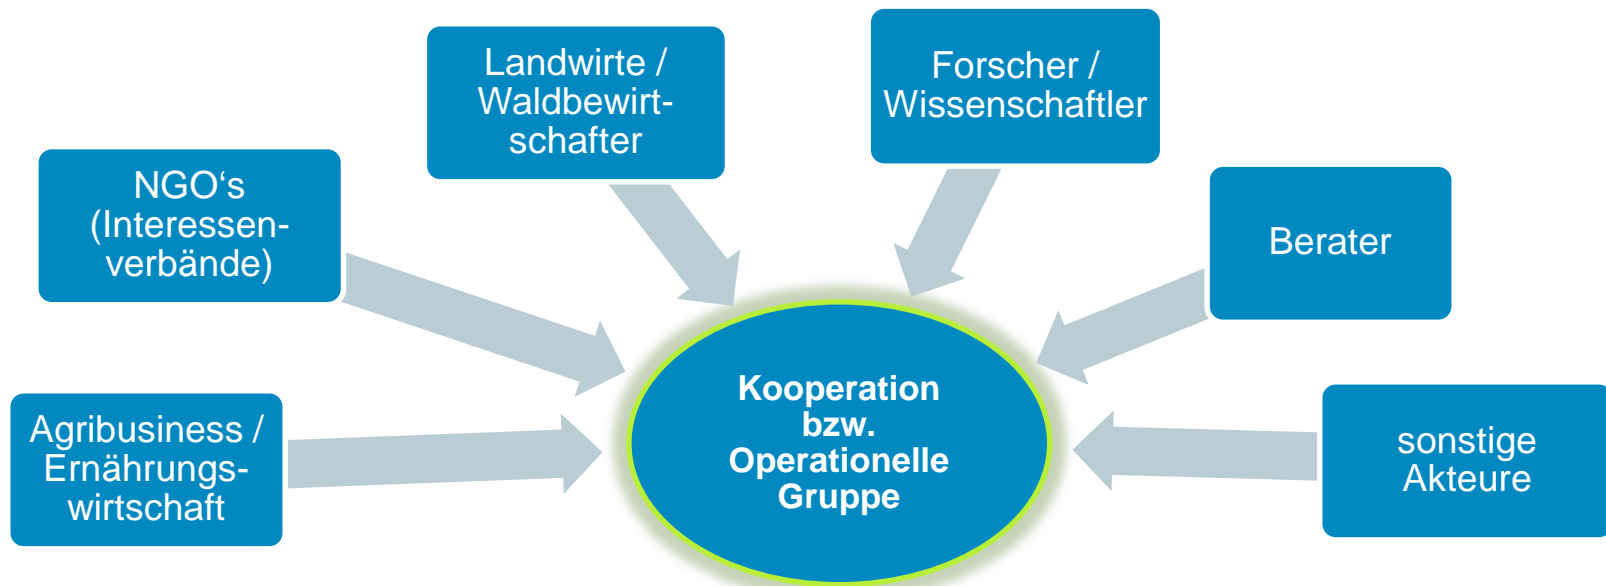 Landwirte /
Waldbewirt-
schafter
Forscher /
Wissenschaftler
NGO‘s
(Interessen-
verbände)
Berater
Agribusiness /
Ernährungs-
wirtschaft
Kooperation
bzw.
Operationelle
Gruppe
sonstige
Akteure